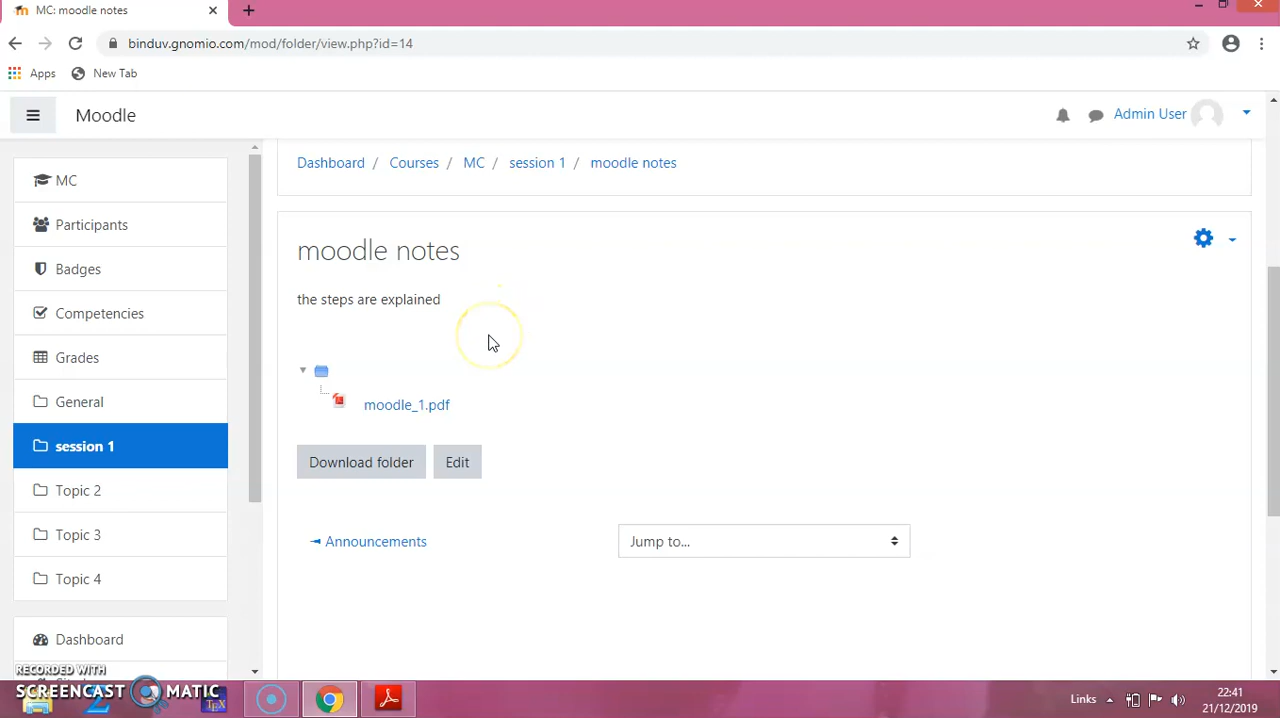 MC: moodle notes
binduv.gnomio.com/mod/folder/view.php?id=14
Apps New Tab
Moodle
Admin User
MC
Participants
Badges
Competencies
Grades
General
session 1
Topic 2
Topic 3
Topic 4
Dashboard
Dashboard / Courses / MC / session 1 / moodle notes
moodle notes
the steps are explained
moodle_1.pdf
Download folder Edit
◄ Announcements
Jump to...
RECORDED WITH
SCREENCAST MATIC
Links
22:41
21/12/2019